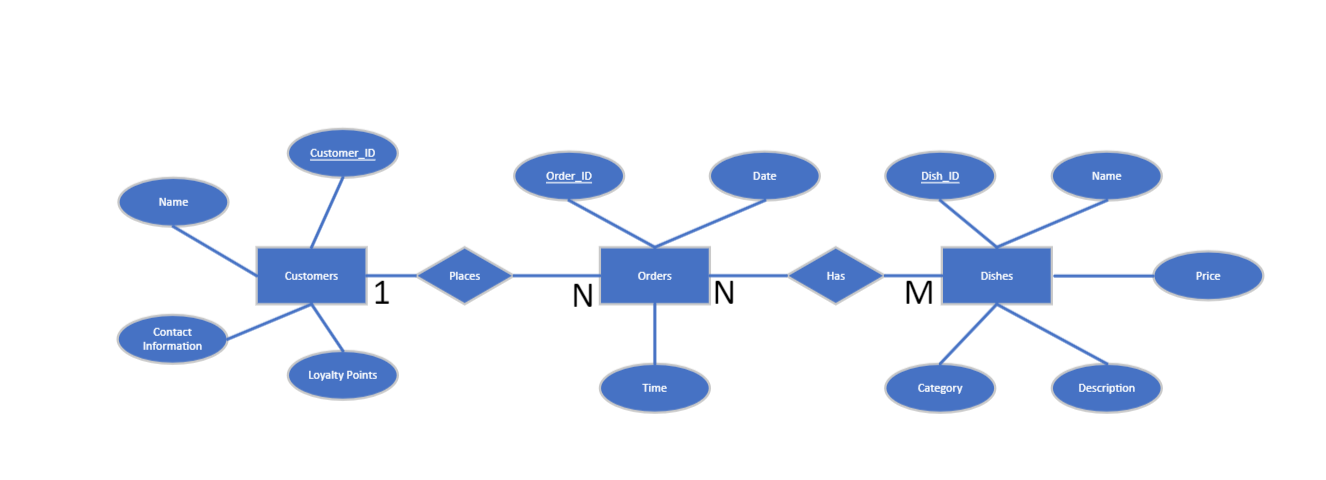 Customer_ID
Name
Order_ID
Date
Dish_ID
Name
Customers
Places
Orders
Has
Dishes
Price
1
N
N
M
Contact
Information
Loyalty Points
Time
Category
Description